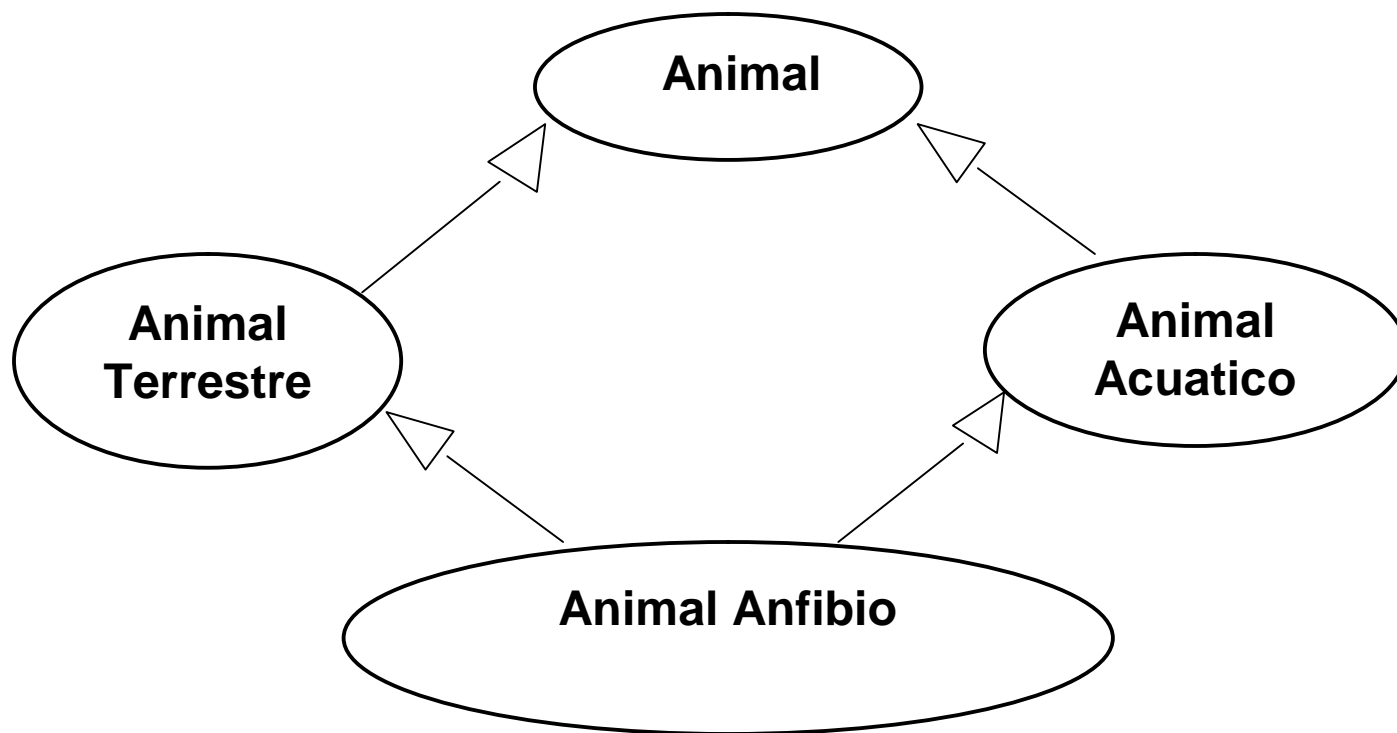 Animal
Animal
Terrestre
Animal
Acuatico
Animal Anfibio